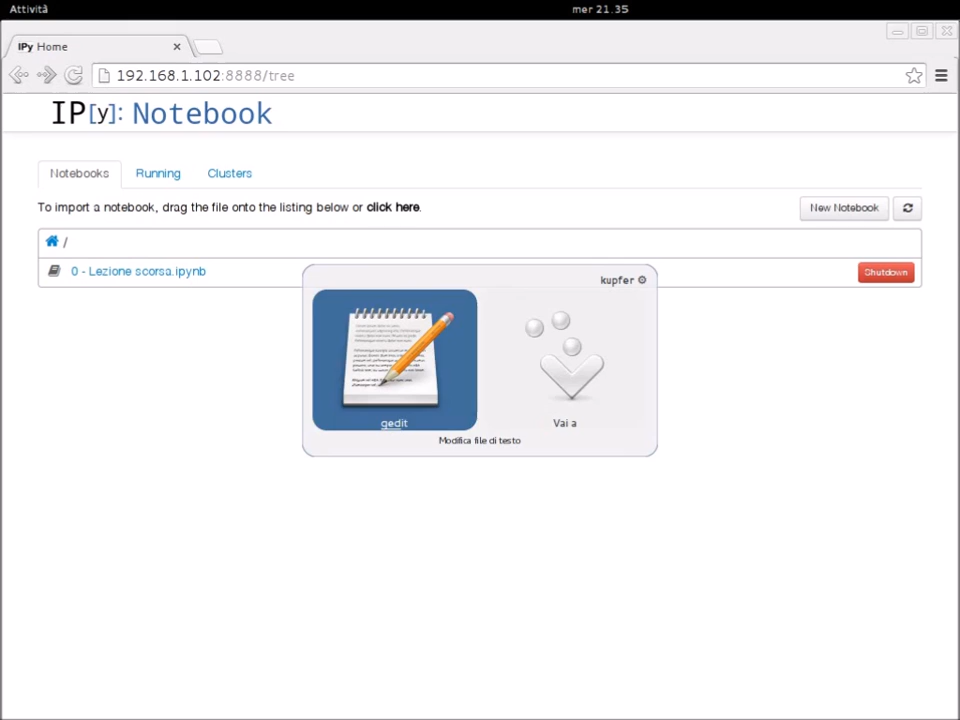 Attività
mer 21.35
IPy Home
192.168.1.102:8888/tree
IP[y]: Notebook
Notebooks Running Clusters
To import a notebook, drag the file onto the listing below or click here.
New Notebook
/
0 - Lezione scorsa.ipynb
Shutdown
kupfer
gedit
Vai a
Modifica file di testo